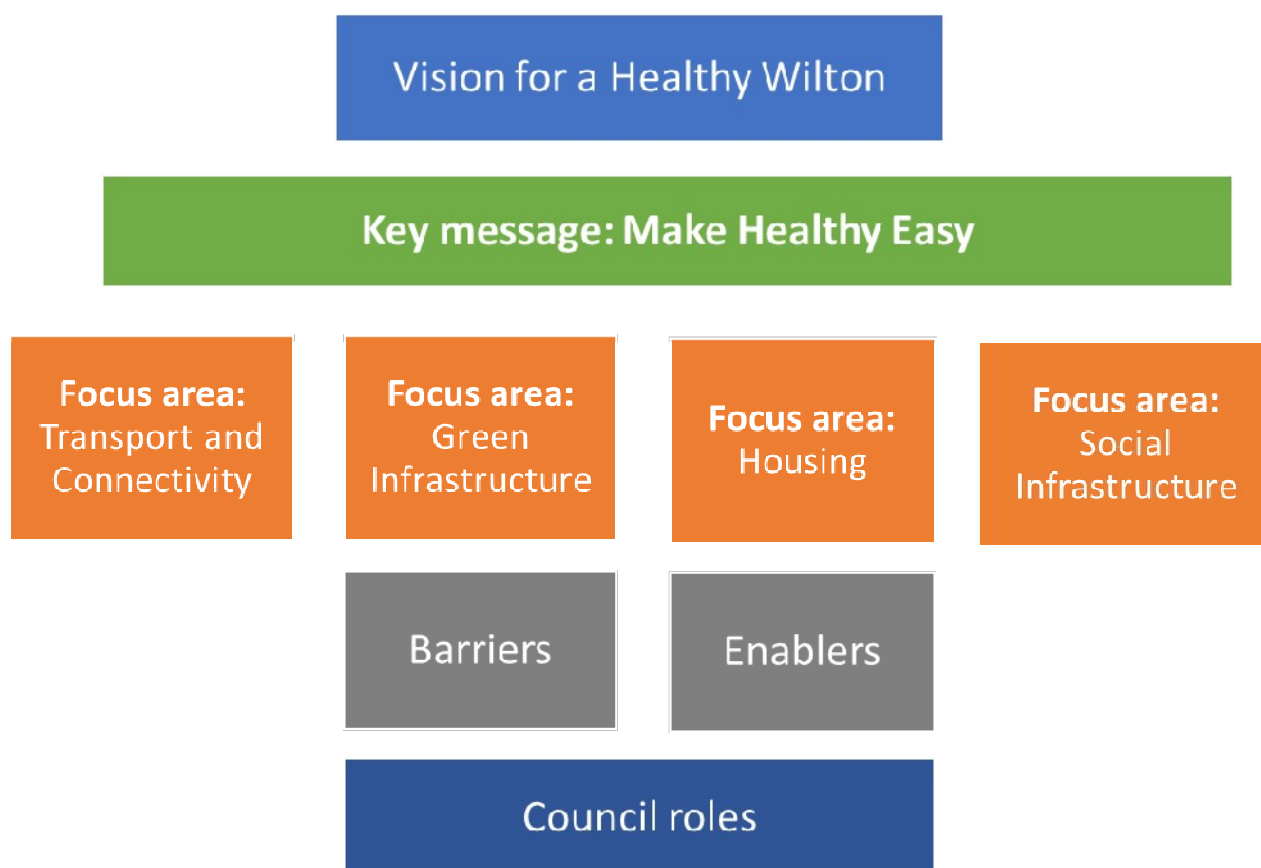 Vision for a Healthy Wilton
Key message: Make Healthy Easy
Focus area:
Transport and
Connectivity
Focus area:
Green
Infrastructure
Focus area:
Housing
Focus area:
Social
Infrastructure
Barriers
Enablers
Council roles